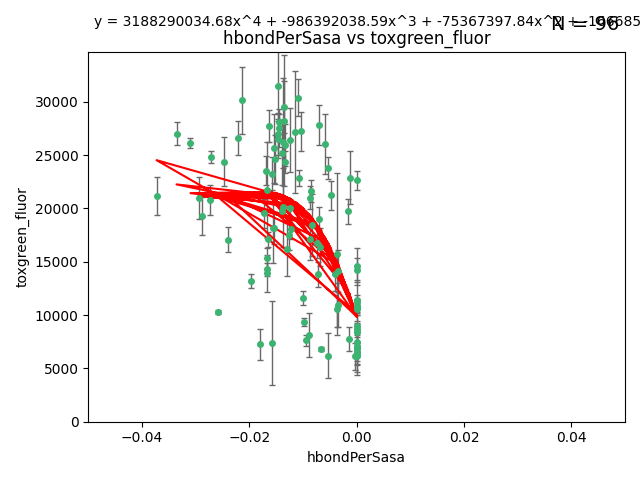 y = 3188290034.68x^4 + -986392038.59x^3 + -75367397.84x^2 +
N = 96
hbondPerSasa vs toxgreen_fluor
toxgreen_fluor
30000
25000
20000
15000
10000
5000
0
-0.04
-0.02
0.00
0.02
0.04
hbondPerSasa